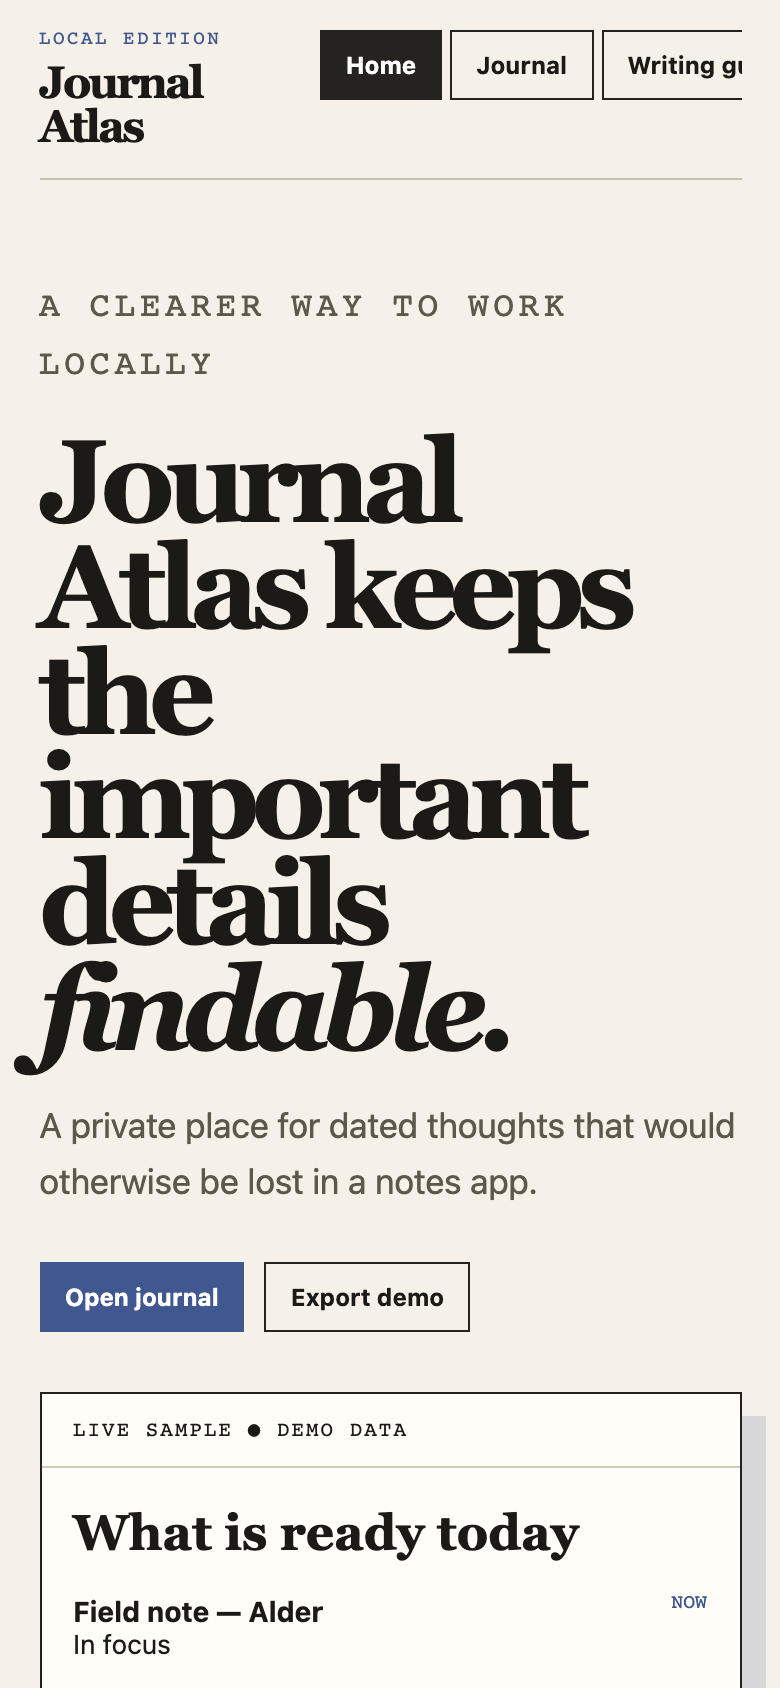 LOCAL EDITION
Journal
Atlas
Home
Journal
Writing
A CLEARER WAY TO WORK
LOCALLY
Journal
Atlas keeps
the
important
details
findable.
A private place for dated thoughts that would
otherwise be lost in a notes app.
Open journal
Export demo
LIVE SAMPLE ● DEMO DATA
What is ready today
Field note — Alder
NOW
In focus